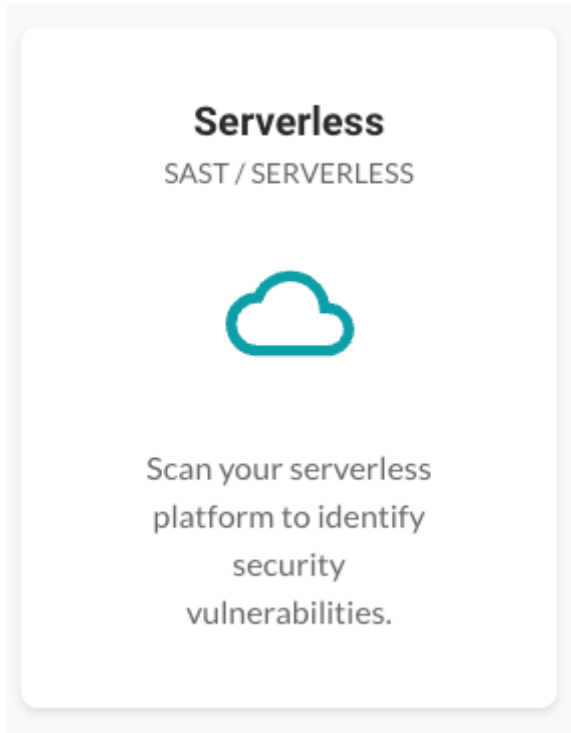 Serverless
SAST / SERVERLESS
Scan your serverless
platform to identify
security
vulnerabilities.